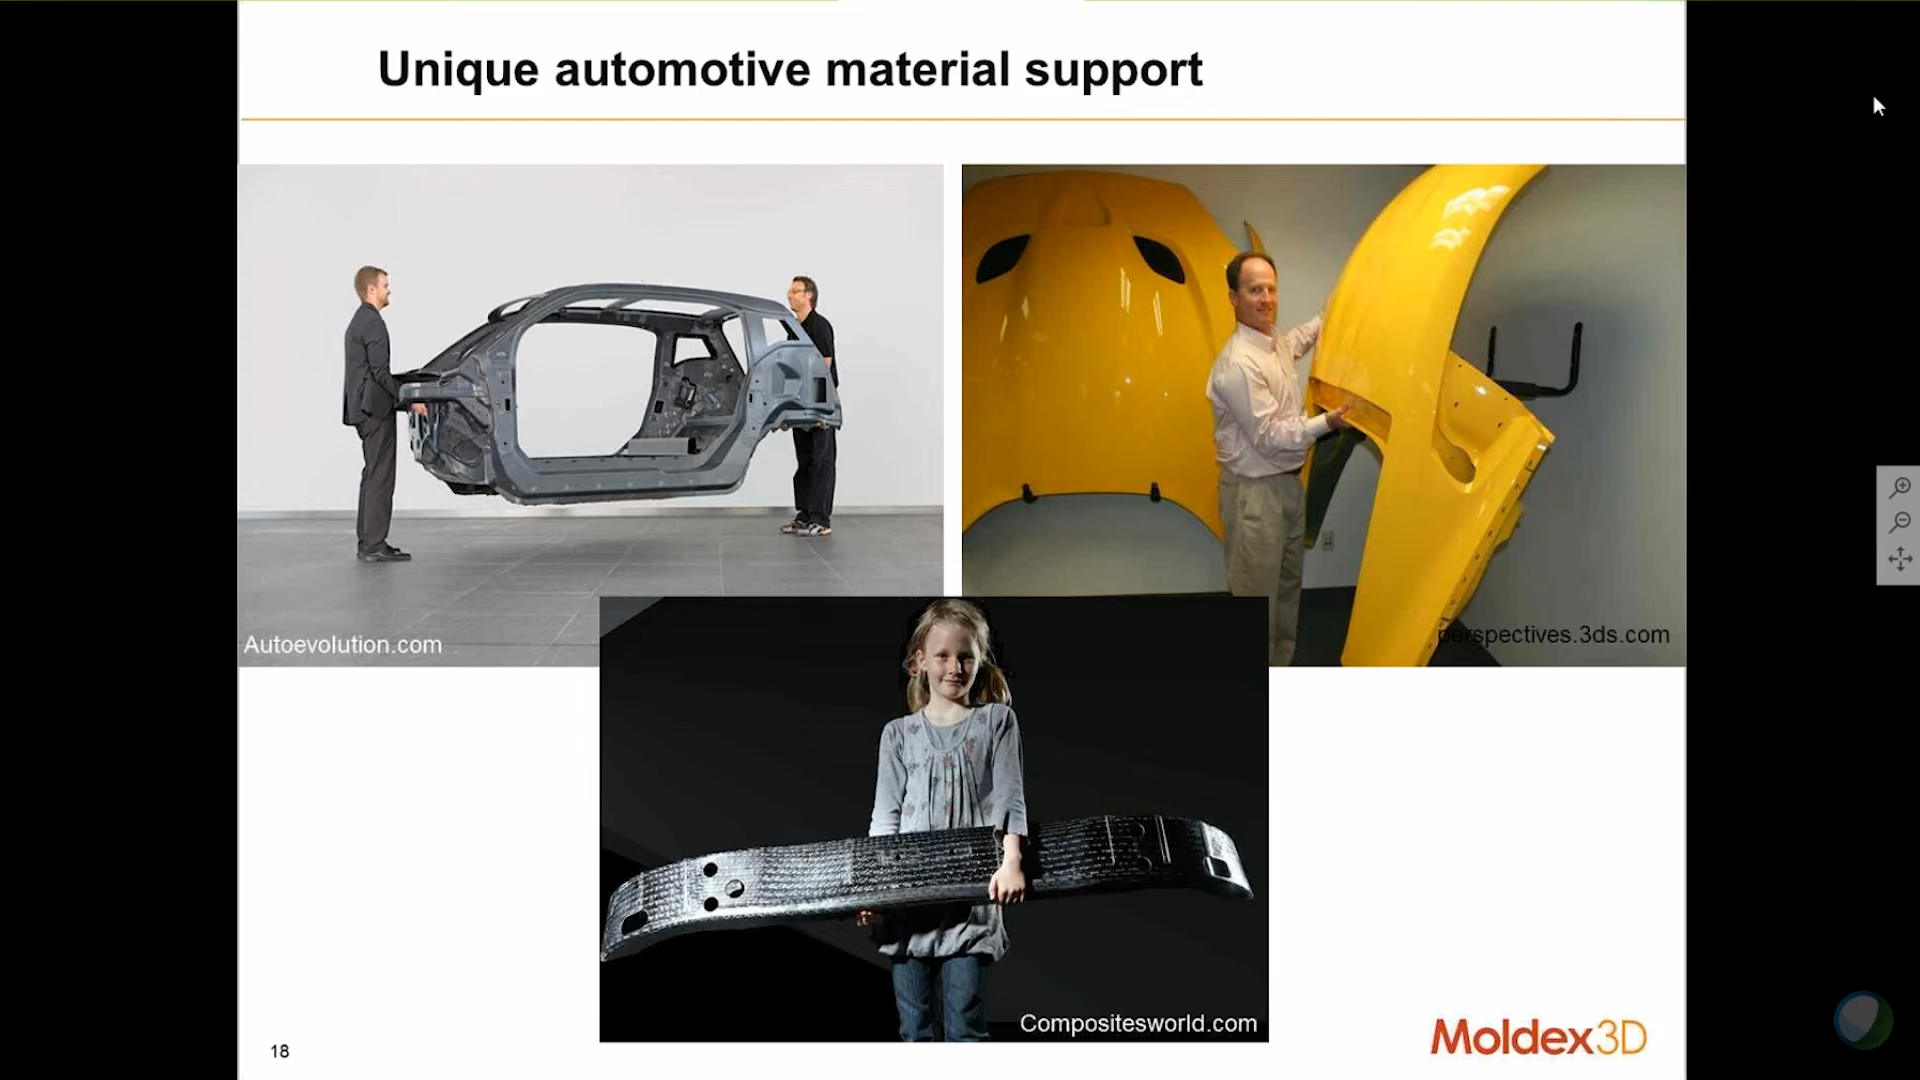 Unique automotive material support
Autoevolution.com
perspectives.3ds.com
Compositesworld.com
18
Moldex3D